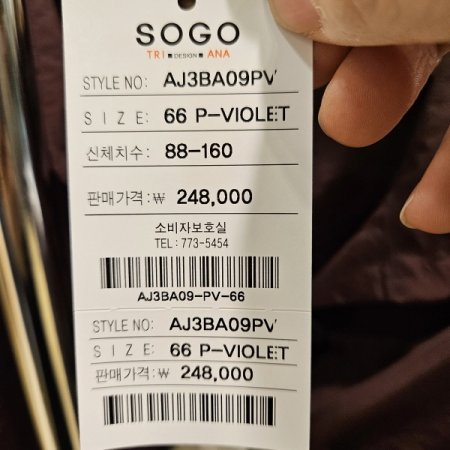 SOGO
TRI ■ DESIGN ■ ANA
STYLE NO: AJ3BA09PV
SIZE: 66 P-VIOLET
신체치수: 88-160
판매가격:₩ 248,000
소비자보호실
TEL : 773-5454
AJ3BA09-PV-66
STYLE NO: AJ3BA09PV
SIZE: 66 P-VIOLET
판매가격:₩ 248,000